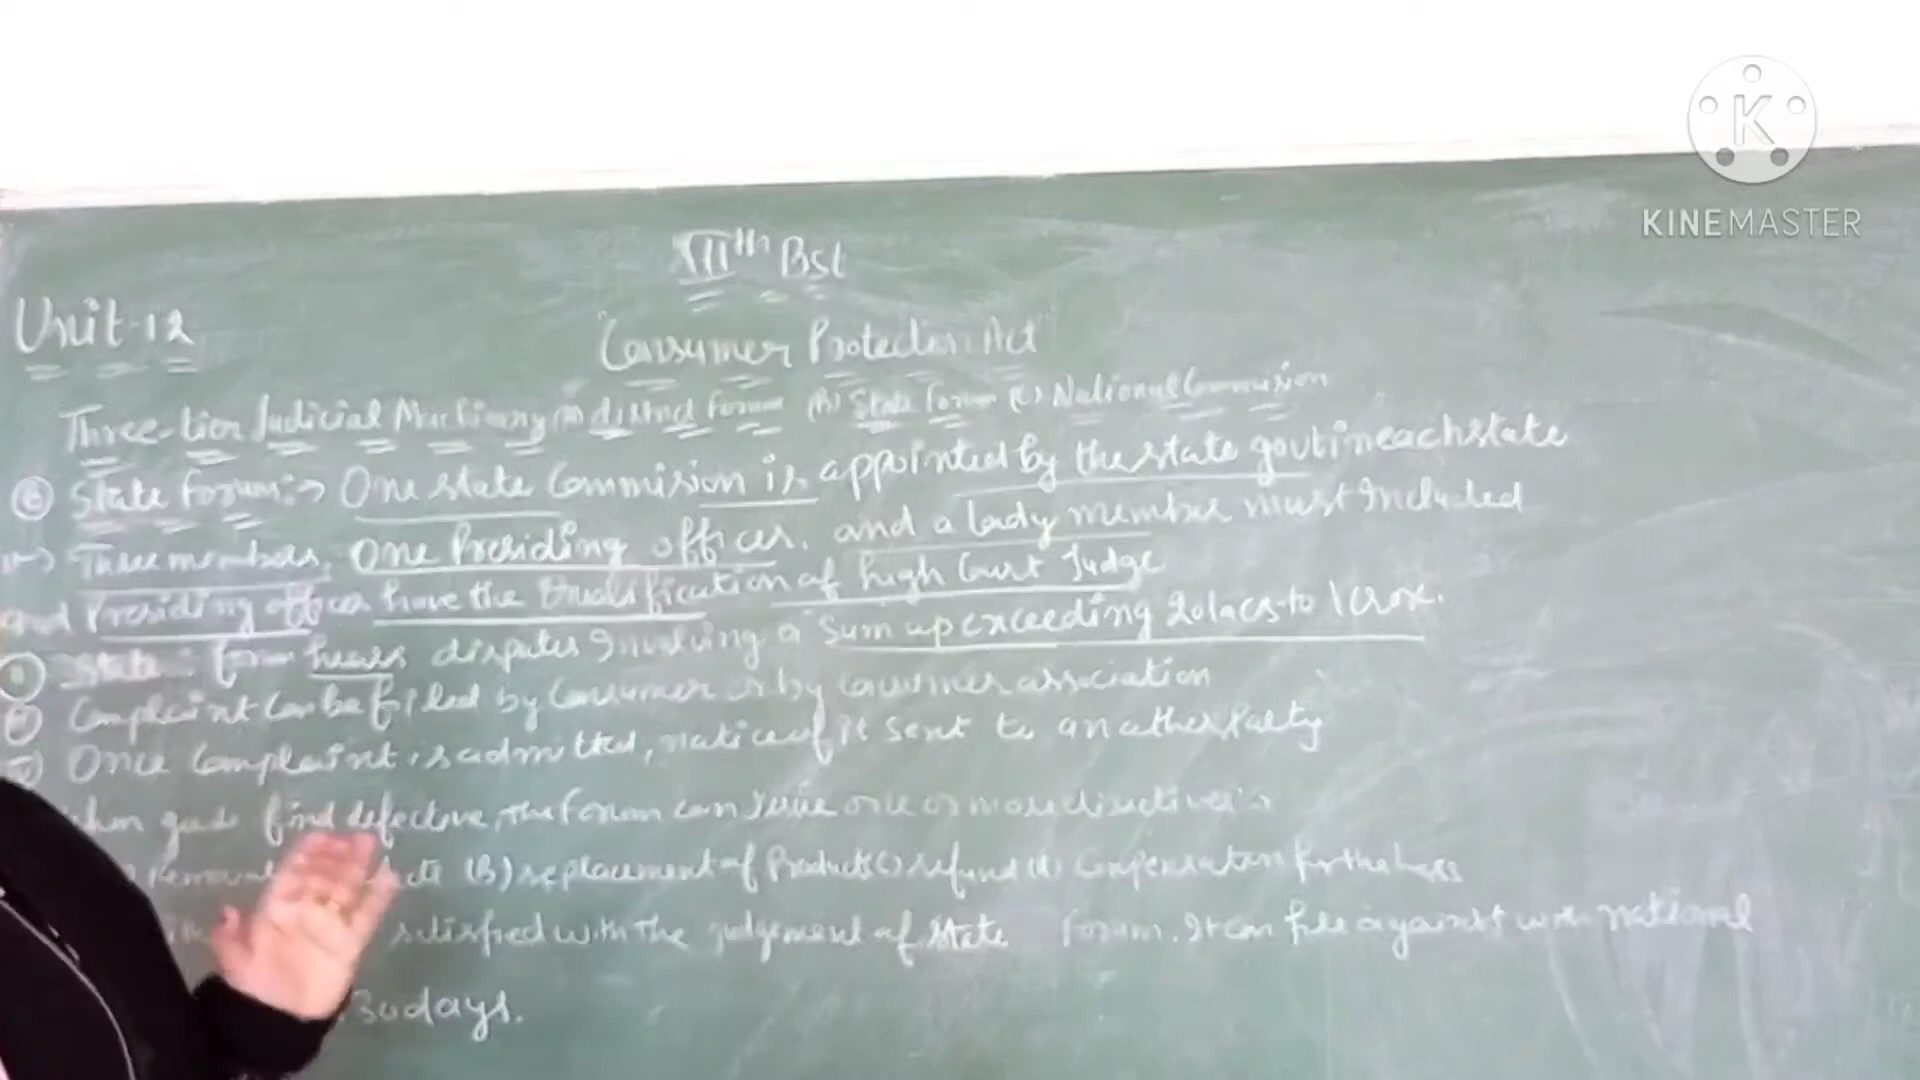 KINEMASTER
XIIth Bst
Unit-12
"Consumer Protection Act"
Three-tier Judicial Machinery (A) district Forum (B) State Forum (C) National Commision
State Forum:→ One state Commision is appointed by the state govt in each state
→ Three members, One Presiding officer, and a lady member must Included
and Presiding officer have the Qualification of high Court Judge
State forum hears disputes Involving a sum up exceeding 20 lacs to 1 crore.
Complaint can be filed by Consumer or by Consumer association
Once Complaint is admitted, notice of it sent to another Party
find defective, the Forum can issue one or more directives:→
(B) replacement of Products (C) refund (d) Compensation for the loss
satisfied with the judgement of State Forum. It can file against national
30 days.